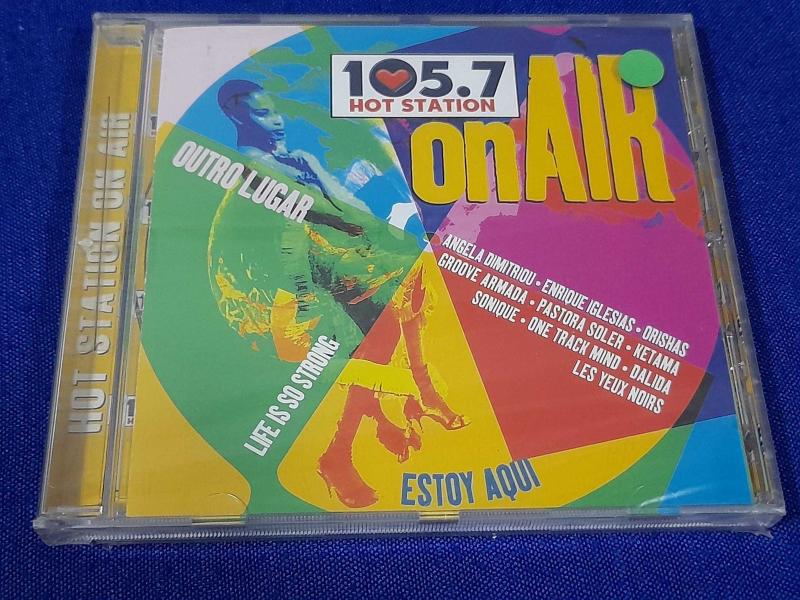 105.7
HOT STATION
onAIR
OUTRO LUGAR
ANGELA DIMITRIOU • ENRIQUE IGLESIAS • ORISHAS
GROOVE ARMADA • PASTORA SOLER • KETAMA
SONIQUE • ONE TRACK MIND • DALIDA
LES YEUX NOIRS
LIFE IS SO STRONG
ESTOY AQUI
HOT STATION ON AIR